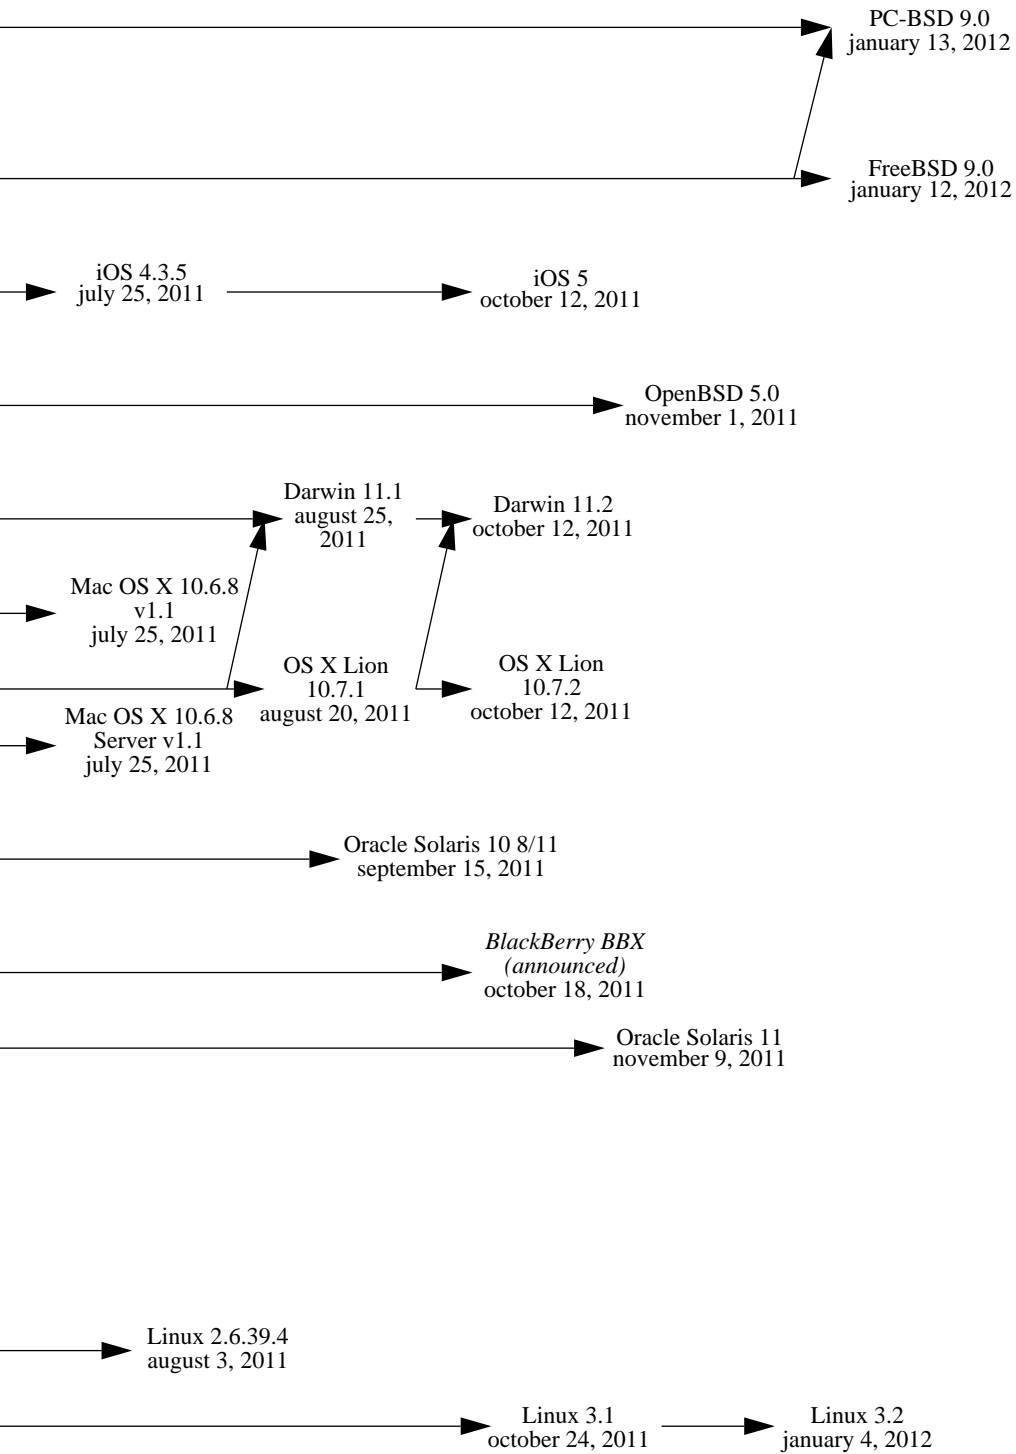 PC-BSD 9.0
january 13, 2012
FreeBSD 9.0
january 12, 2012
iOS 4.3.5
july 25, 2011
iOS 5
october 12, 2011
OpenBSD 5.0
november 1, 2011
Darwin 11.1
august 25,
2011
Darwin 11.2
october 12, 2011
Mac OS X 10.6.8
v1.1
july 25, 2011
OS X Lion
10.7.1
august 20, 2011
OS X Lion
10.7.2
october 12, 2011
Mac OS X 10.6.8
Server v1.1
july 25, 2011
Oracle Solaris 10 8/11
september 15, 2011
BlackBerry BBX
(announced)
october 18, 2011
Oracle Solaris 11
november 9, 2011
Linux 2.6.39.4
august 3, 2011
Linux 3.1
october 24, 2011
Linux 3.2
january 4, 2012